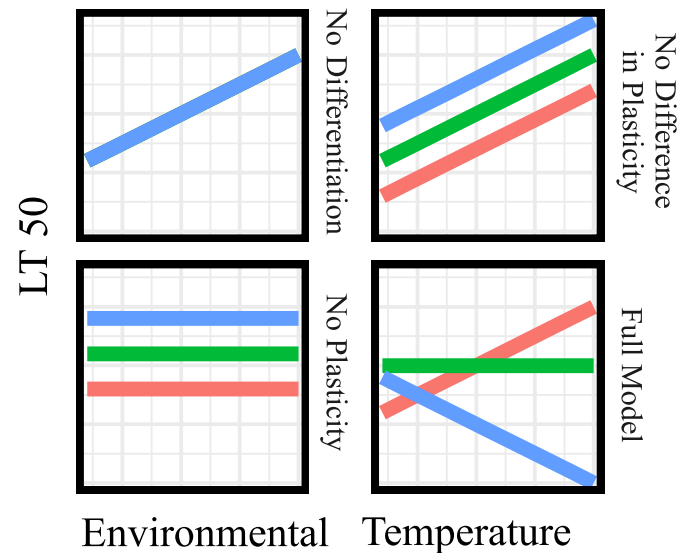 No Differentiation
No Difference
in Plasticity
LT 50
No Plasticity
Full Model
Environmental Temperature